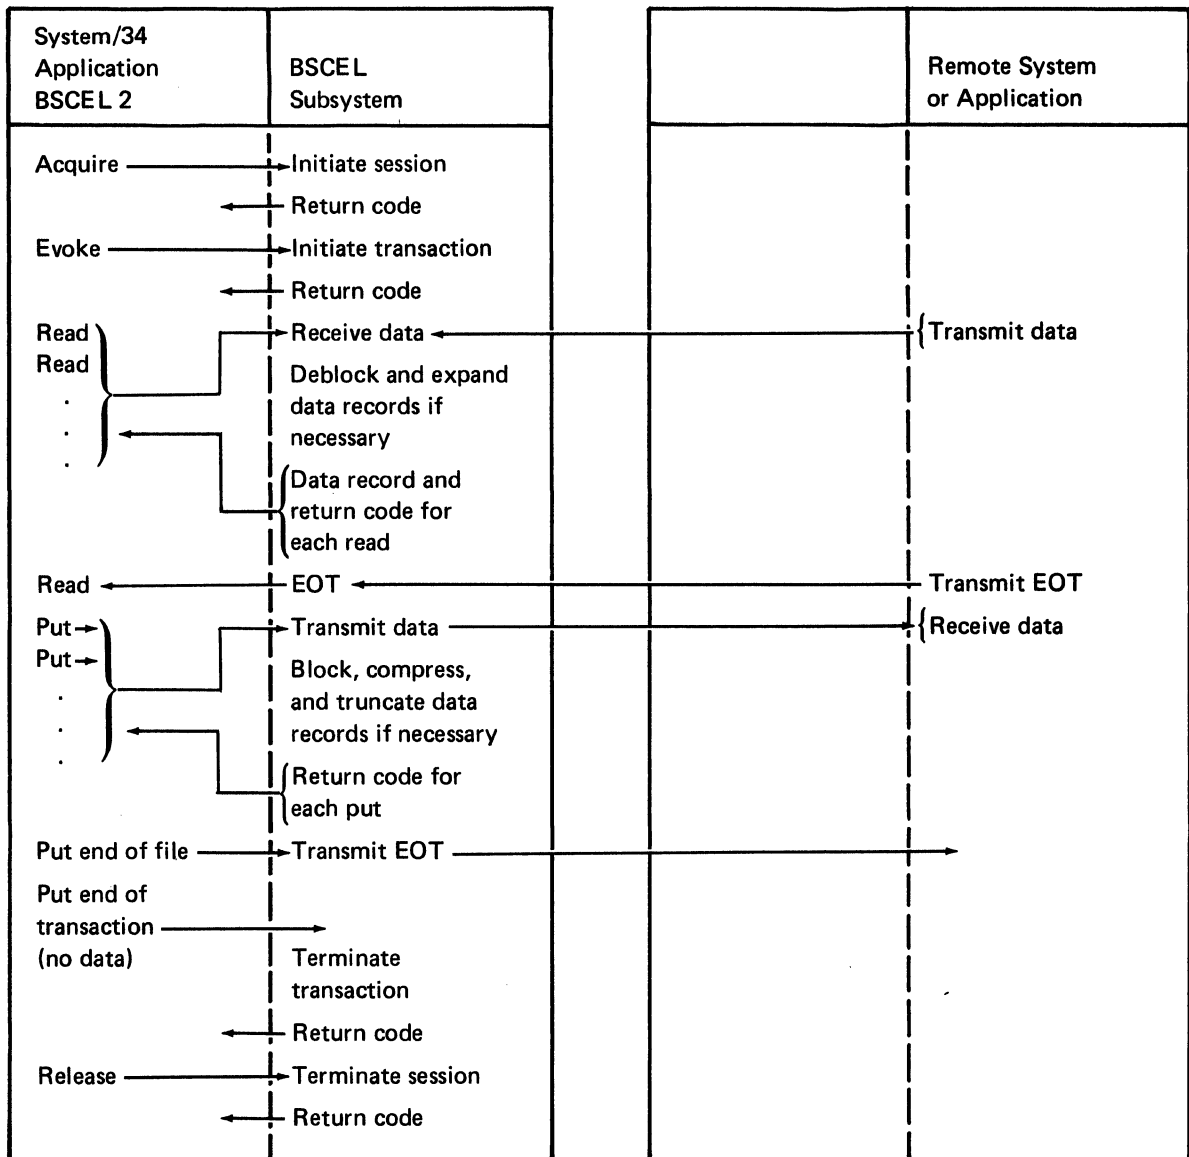 System/34
Application
BSCEL 2
BSCEL
Subsystem
Remote System
or Application
Acquire
Initiate session
Return code
Evoke
Initiate transaction
Return code
Read
Read
.
.
.
Receive data
Transmit data
Deblock and expand
data records if
necessary
Data record and
return code for
each read
Read
EOT
Transmit EOT
Put
Put
.
.
.
Transmit data
Receive data
Block, compress,
and truncate data
records if necessary
Return code for
each put
Put end of file
Transmit EOT
Put end of
transaction
(no data)
Terminate
transaction
Return code
Release
Terminate session
Return code